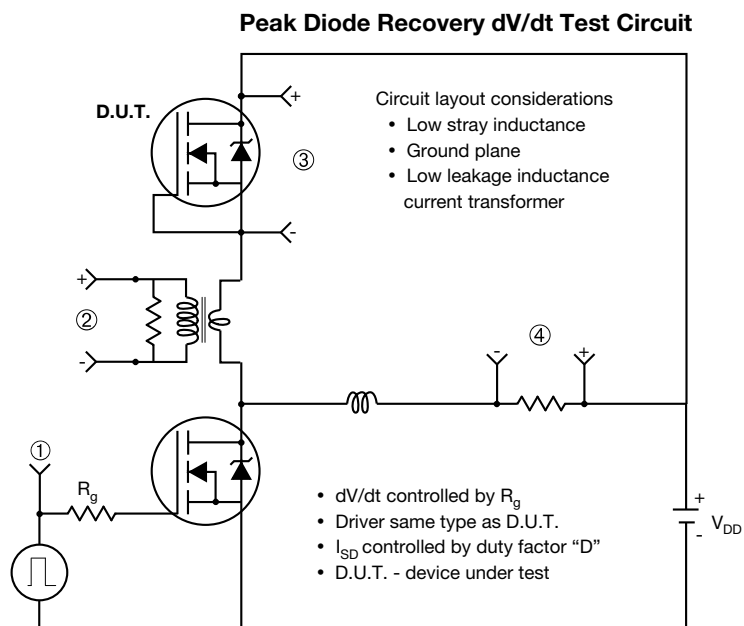 Peak Diode Recovery dV/dt Test Circuit
D.U.T.
+
-
③
Circuit layout considerations
• Low stray inductance
• Ground plane
• Low leakage inductance
current transformer
+
②
-
-
④
+
①
Rg
• dV/dt controlled by Rg
• Driver same type as D.U.T.
• ISD controlled by duty factor “D”
• D.U.T. - device under test
+
-
VDD